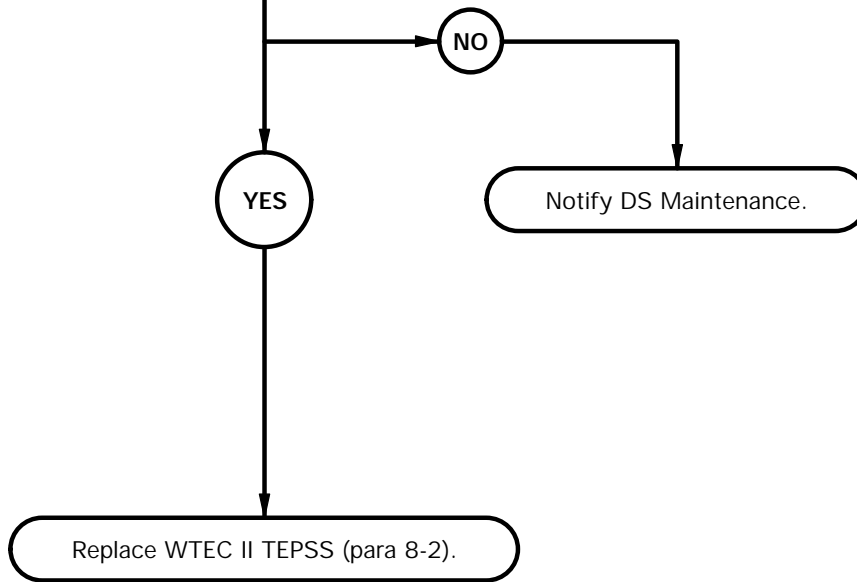 NO
YES
Notify DS Maintenance.
Replace WTEC II TEPSS (para 8-2).